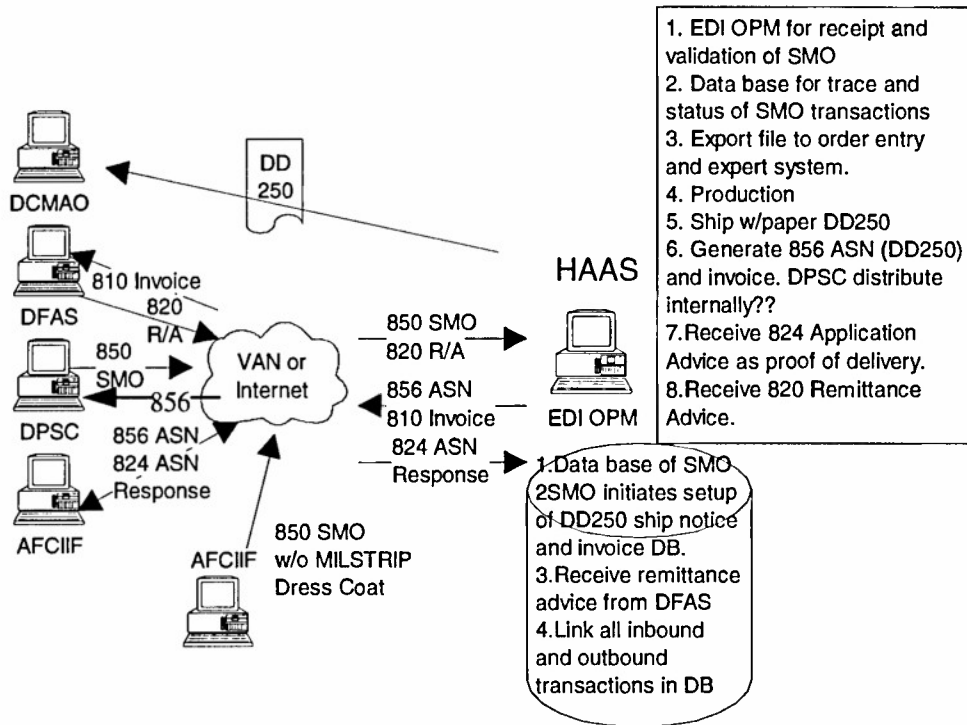 1. EDI OPM for receipt and
validation of SMO
2. Data base for trace and
status of SMO transactions
3. Export file to order entry
and expert system.
4. Production
5. Ship w/paper DD250
6. Generate 856 ASN (DD250)
and invoice. DPSC distribute
internally??
7.Receive 824 Application
Advice as proof of delivery.
8.Receive 820 Remittance
Advice.
DD
250
DCMAO
HAAS
810 Invoice
820
R/A
DFAS
850 SMO
820 R/A
850
SMO
VAN or
Internet
856
DPSC
856 ASN
810 Invoice
EDI OPM
856 ASN
824 ASN
Response
824 ASN
Response
AFCIIF
AFCIIF
850 SMO
w/o MILSTRIP
Dress Coat
1.Data base of SMO
2SMO initiates setup
of DD250 ship notice
and invoice DB.
3.Receive remittance
advice from DFAS
4.Link all inbound
and outbound
transactions in DB